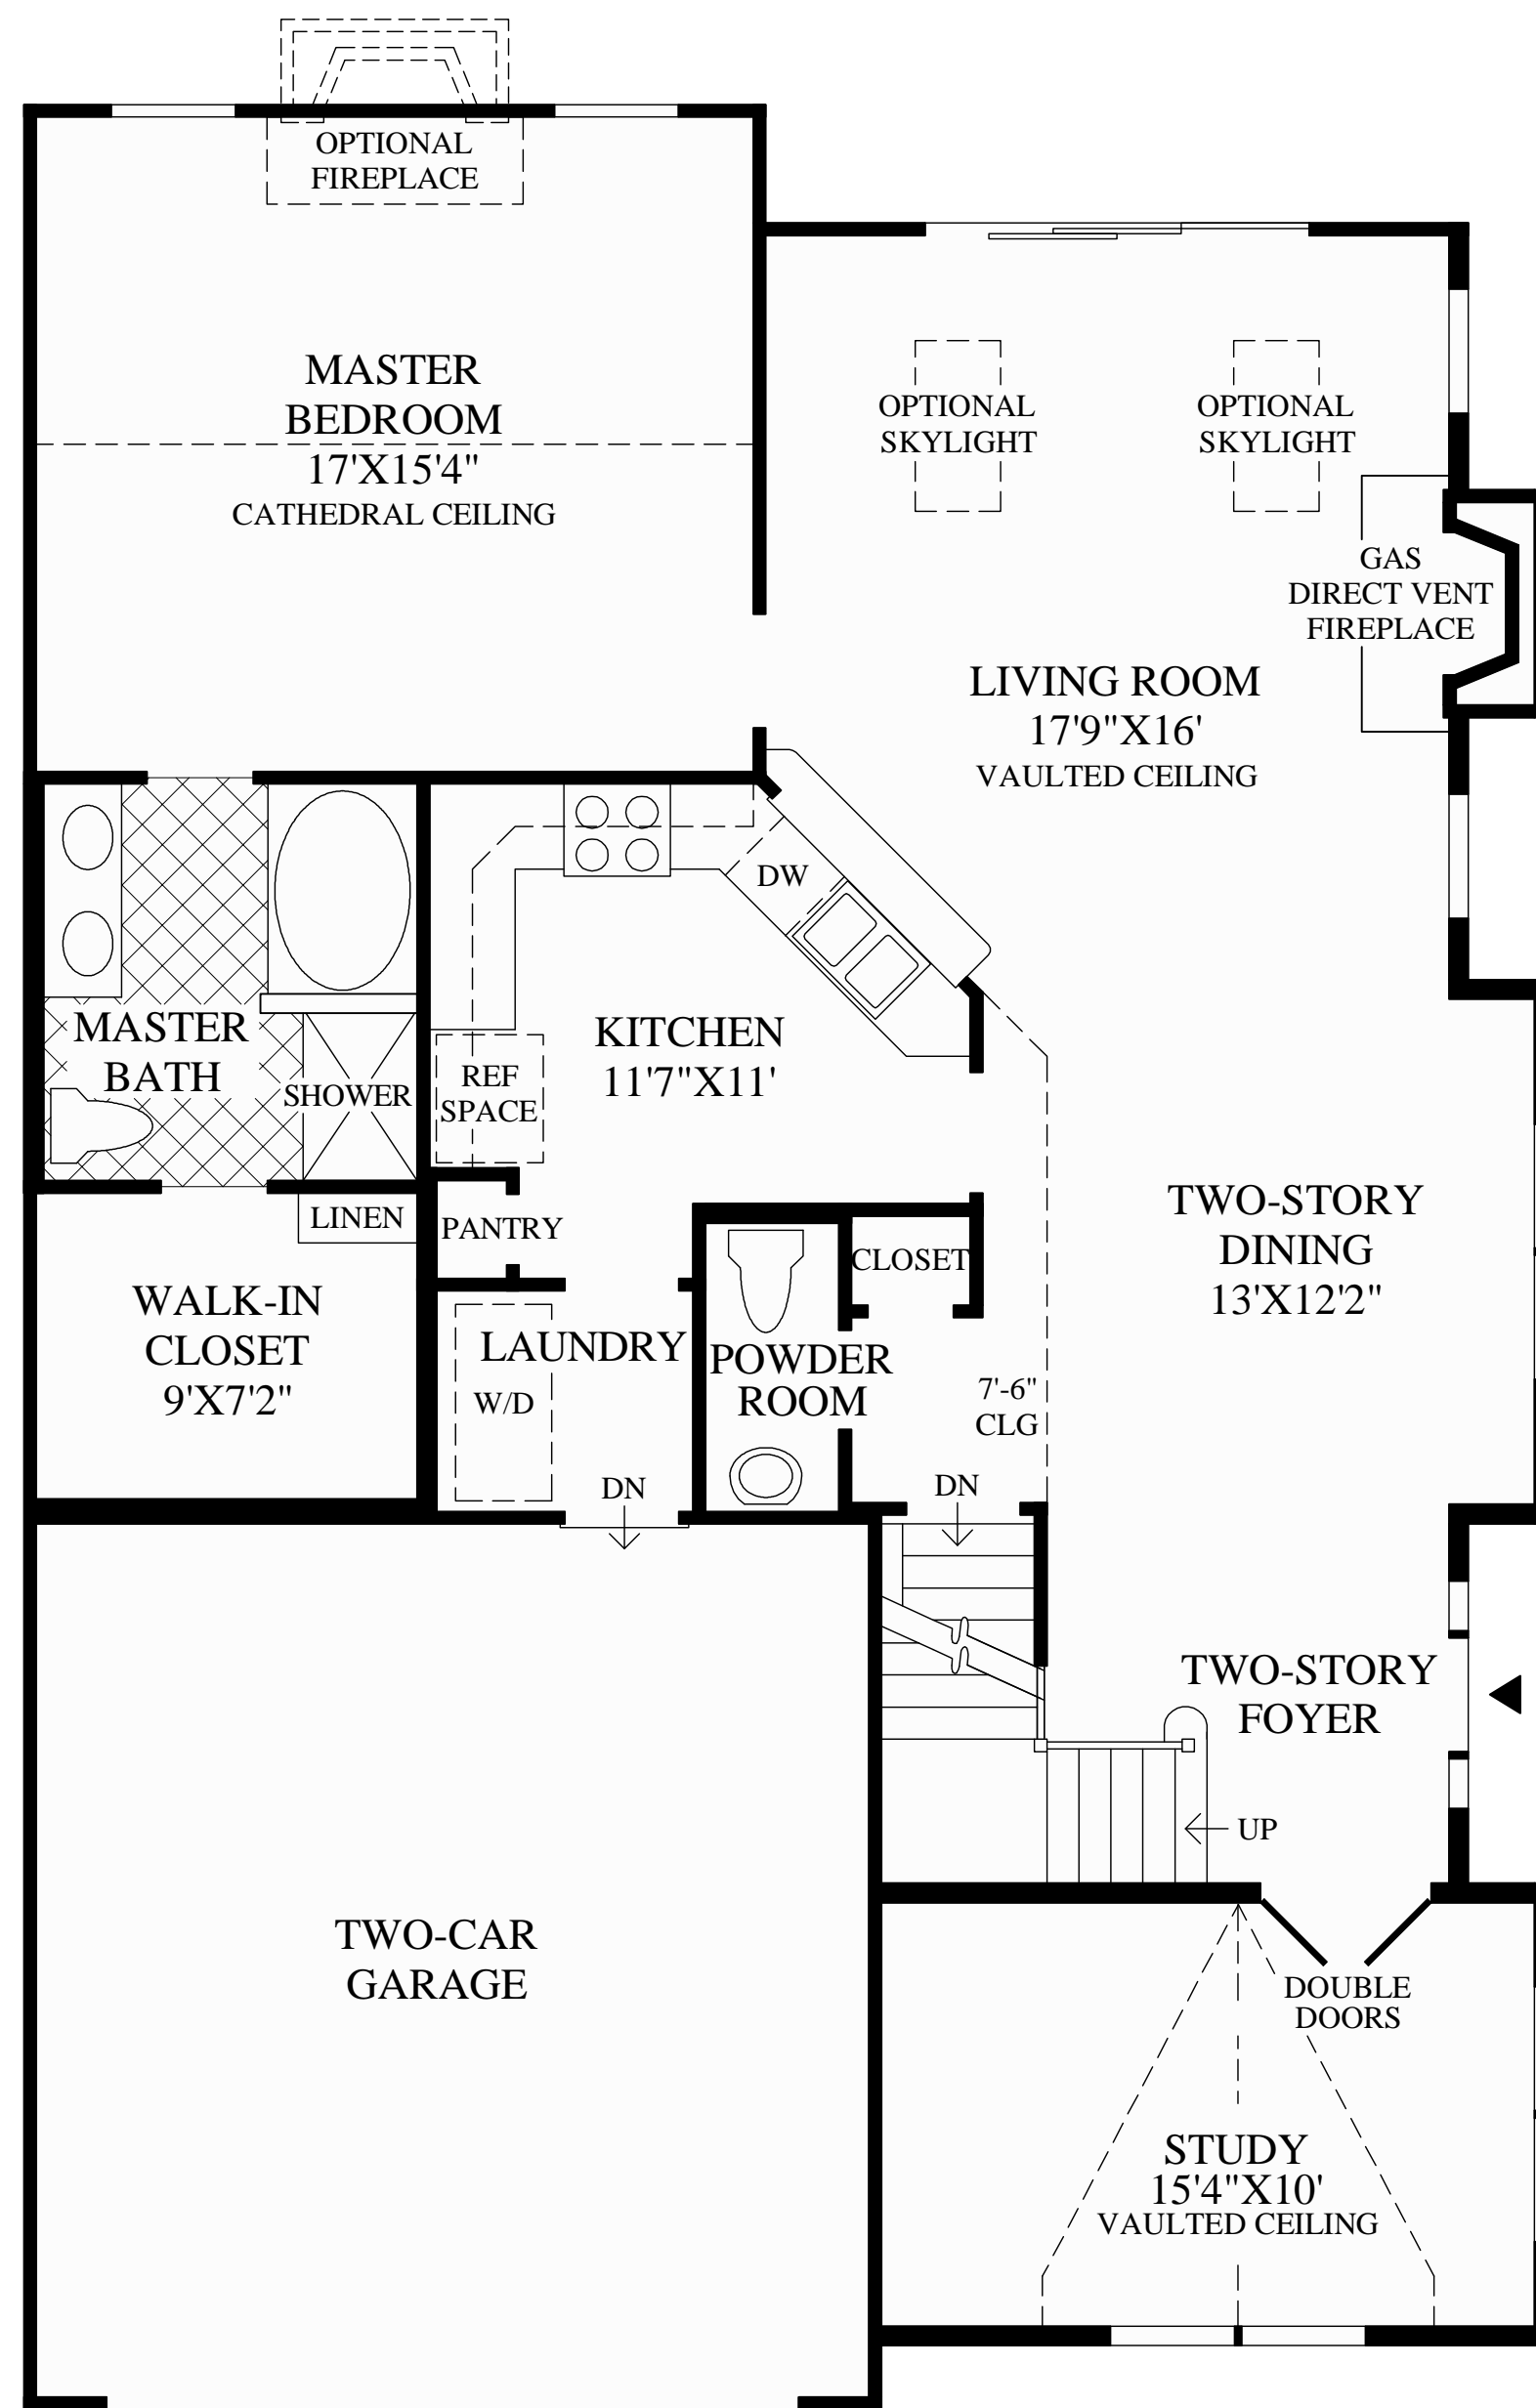 OPTIONAL
FIREPLACE
MASTER
BEDROOM
17'X15'4"
CATHEDRAL CEILING
OPTIONAL
SKYLIGHT
OPTIONAL
SKYLIGHT
GAS
DIRECT VENT
FIREPLACE
LIVING ROOM
17'9"X16'
VAULTED CEILING
DW
MASTER
BATH
SHOWER
KITCHEN
11'7"X11'
REF
SPACE
LINEN
PANTRY
CLOSET
TWO-STORY
DINING
13'X12'2"
WALK-IN
CLOSET
9'X7'2"
LAUNDRY
W/D
POWDER
ROOM
7'-6"
CLG
DN
DN
TWO-STORY
FOYER
UP
TWO-CAR
GARAGE
DOUBLE
DOORS
STUDY
15'4"X10'
VAULTED CEILING